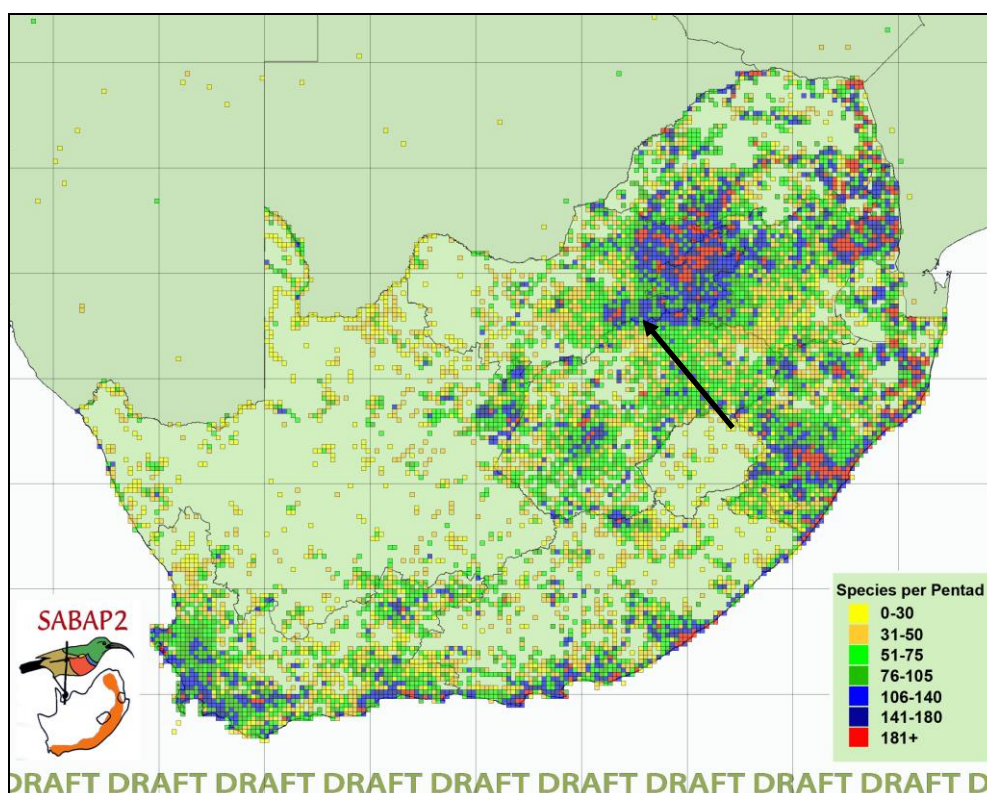 SABAP2
Species per Pentad
0-30
31-50
51-75
76-105
106-140
141-180
181+
DRAFT DRAFT DRAFT DRAFT DRAFT DRAFT DRAFT DRAFT DRAFT D